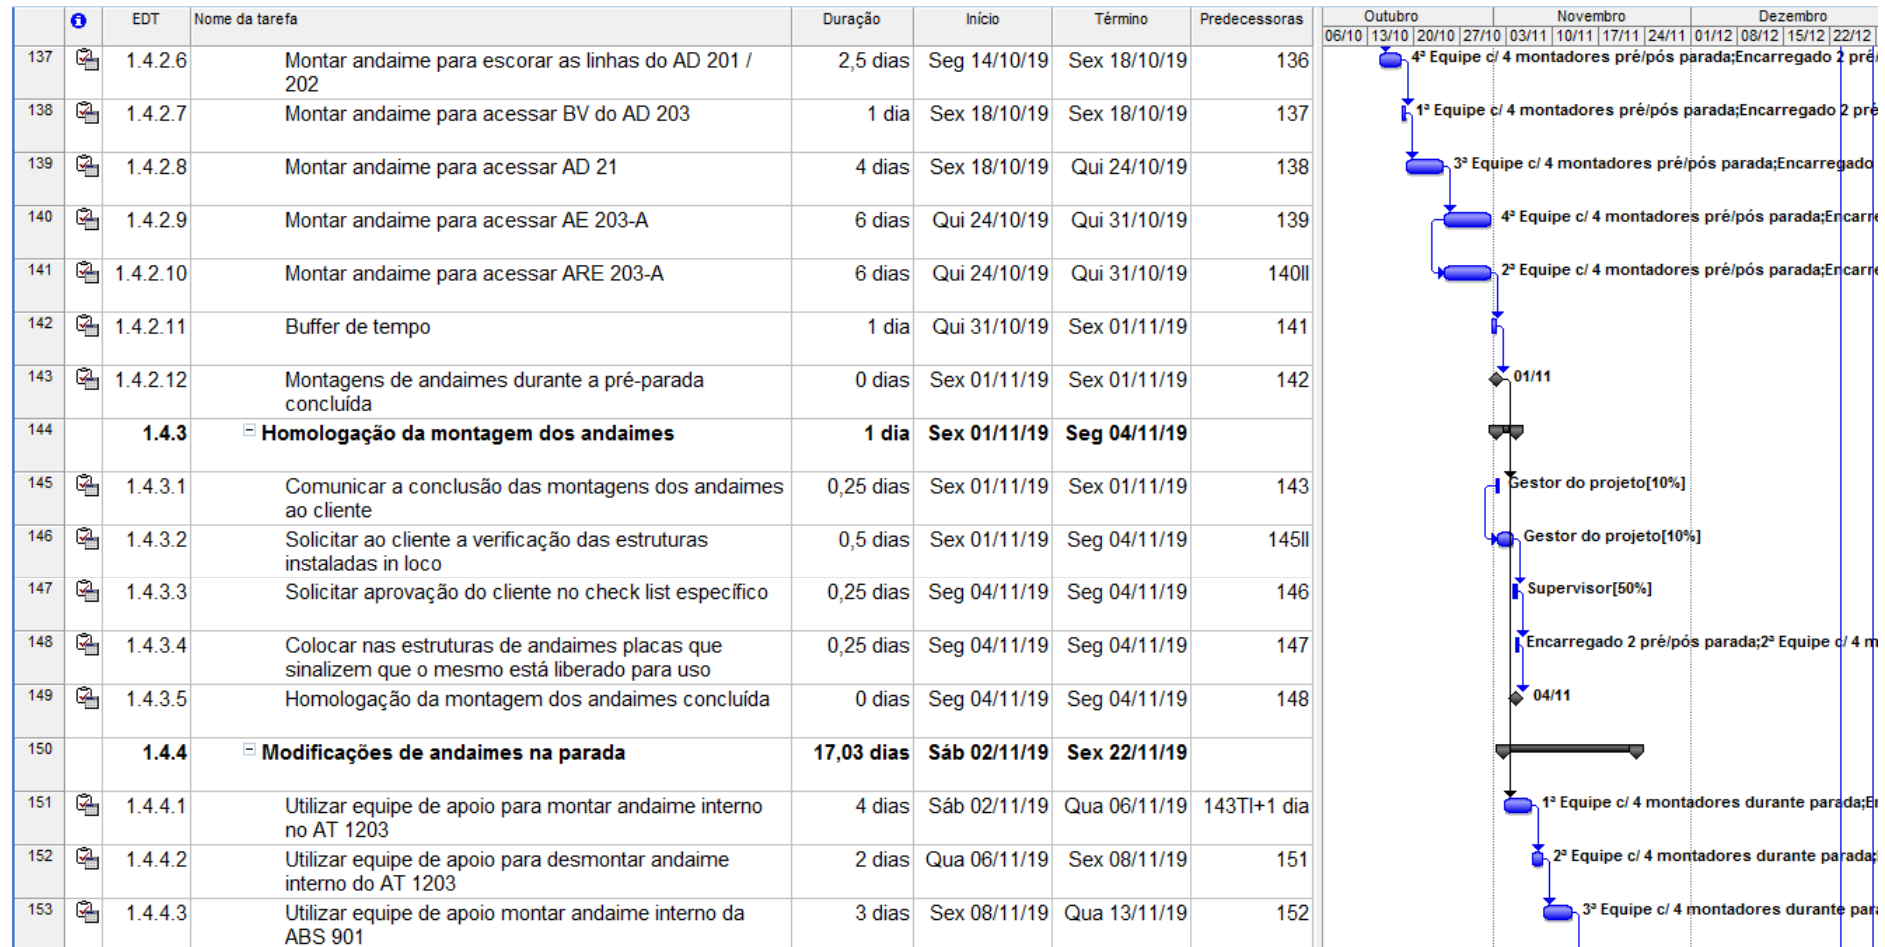 EDT Nome da tarefa Duração Início Término Predecessoras Outubro Novembro Dezembro
06/10 13/10 20/10 27/10 03/11 10/11 17/11 24/11 01/12 08/12 15/12 22/12
137 1.4.2.6 Montar andaime para escorar as linhas do AD 201 / 2,5 dias Seg 14/10/19 Sex 18/10/19 136 4ª Equipe c/ 4 montadores pré/pós parada;Encarregado 2 pré/
202
138 1.4.2.7 Montar andaime para acessar BV do AD 203 1 dia Sex 18/10/19 Sex 18/10/19 137 1ª Equipe c/ 4 montadores pré/pós parada;Encarregado 2 pré
139 1.4.2.8 Montar andaime para acessar AD 21 4 dias Sex 18/10/19 Qui 24/10/19 138 3ª Equipe c/ 4 montadores pré/pós parada;Encarregado
140 1.4.2.9 Montar andaime para acessar AE 203-A 6 dias Qui 24/10/19 Qui 31/10/19 139 4ª Equipe c/ 4 montadores pré/pós parada;Encarre
141 1.4.2.10 Montar andaime para acessar ARE 203-A 6 dias Qui 24/10/19 Qui 31/10/19 140II 2ª Equipe c/ 4 montadores pré/pós parada;Encarre
142 1.4.2.11 Buffer de tempo 1 dia Qui 31/10/19 Sex 01/11/19 141
143 1.4.2.12 Montagens de andaimes durante a pré-parada 0 dias Sex 01/11/19 Sex 01/11/19 142 01/11
concluída
144 1.4.3 Homologação da montagem dos andaimes 1 dia Sex 01/11/19 Seg 04/11/19
145 1.4.3.1 Comunicar a conclusão das montagens dos andaimes 0,25 dias Sex 01/11/19 Sex 01/11/19 143 Gestor do projeto[10%]
ao cliente
146 1.4.3.2 Solicitar ao cliente a verificação das estruturas 0,5 dias Sex 01/11/19 Seg 04/11/19 145II Gestor do projeto[10%]
instaladas in loco
147 1.4.3.3 Solicitar aprovação do cliente no check list específico 0,25 dias Seg 04/11/19 Seg 04/11/19 146 Supervisor[50%]
148 1.4.3.4 Colocar nas estruturas de andaimes placas que 0,25 dias Seg 04/11/19 Seg 04/11/19 147 Encarregado 2 pré/pós parada;2ª Equipe c/ 4 m
sinalizem que o mesmo está liberado para uso
149 1.4.3.5 Homologação da montagem dos andaimes concluída 0 dias Seg 04/11/19 Seg 04/11/19 148 04/11
150 1.4.4 Modificações de andaimes na parada 17,03 dias Sáb 02/11/19 Sex 22/11/19
151 1.4.4.1 Utilizar equipe de apoio para montar andaime interno 4 dias Sáb 02/11/19 Qua 06/11/19 143TI+1 dia 1ª Equipe c/ 4 montadores durante parada;E
no AT 1203
152 1.4.4.2 Utilizar equipe de apoio para desmontar andaime 2 dias Qua 06/11/19 Sex 08/11/19 151 2ª Equipe c/ 4 montadores durante parada;
interno do AT 1203
153 1.4.4.3 Utilizar equipe de apoio montar andaime interno da 3 dias Sex 08/11/19 Qua 13/11/19 152 3ª Equipe c/ 4 montadores durante par
ABS 901